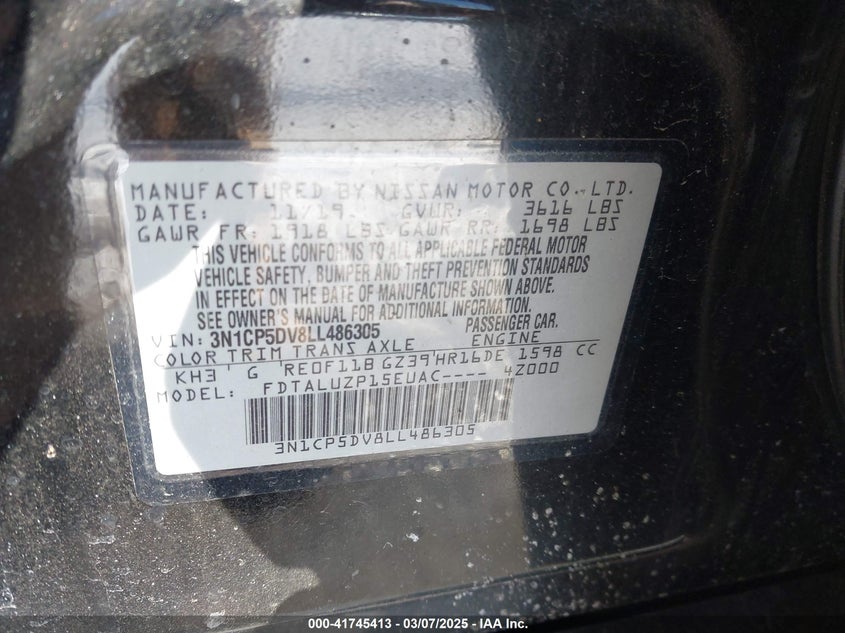 MANUFACTURED BY NISSAN MOTOR CO., LTD.
DATE: 11/19 GVWR: 3616 LBS
GAWR FR: 1918 LBS GAWR RR: 1698 LBS
THIS VEHICLE CONFORMS TO ALL APPLICABLE FEDERAL MOTOR
VEHICLE SAFETY, BUMPER AND THEFT PREVENTION STANDARDS
IN EFFECT ON THE DATE OF MANUFACTURE SHOWN ABOVE.
SEE OWNER'S MANUAL FOR ADDITIONAL INFORMATION.
VIN: 3N1CP5DV8LL486305 PASSENGER CAR.
COLOR TRIM TRANS AXLE ENGINE
KH3 G RE0F11B GZ39 HR16DE 1598 CC
MODEL: FDTALUZP15EUAC---- 4Z000
3N1CP5DV8LL486305
000-41745413 - 03/07/2025 - © IAA Inc.